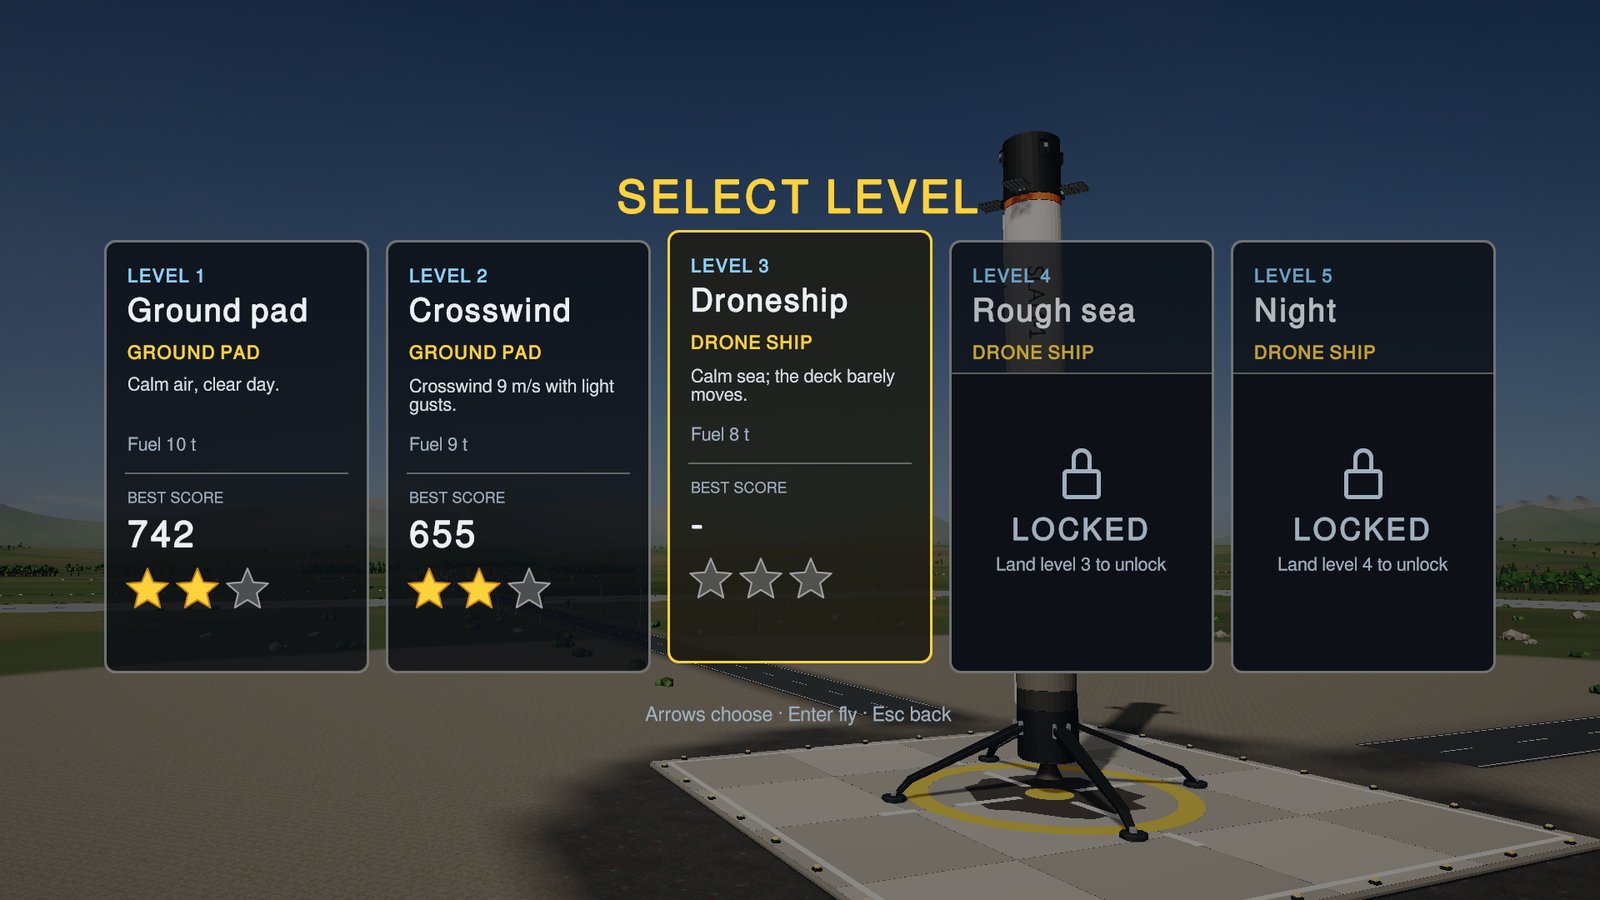 SELECT LEVEL
LEVEL 1
Ground pad
GROUND PAD
Calm air, clear day.
Fuel 10 t
BEST SCORE
742
LEVEL 2
Crosswind
GROUND PAD
Crosswind 9 m/s with light
gusts.
Fuel 9 t
BEST SCORE
655
LEVEL 3
Droneship
DRONE SHIP
Calm sea; the deck barely
moves.
Fuel 8 t
BEST SCORE
-
LEVEL 4
Rough sea
DRONE SHIP
LOCKED
Land level 3 to unlock
LEVEL 5
Night
DRONE SHIP
LOCKED
Land level 4 to unlock
Arrows choose · Enter fly · Esc back